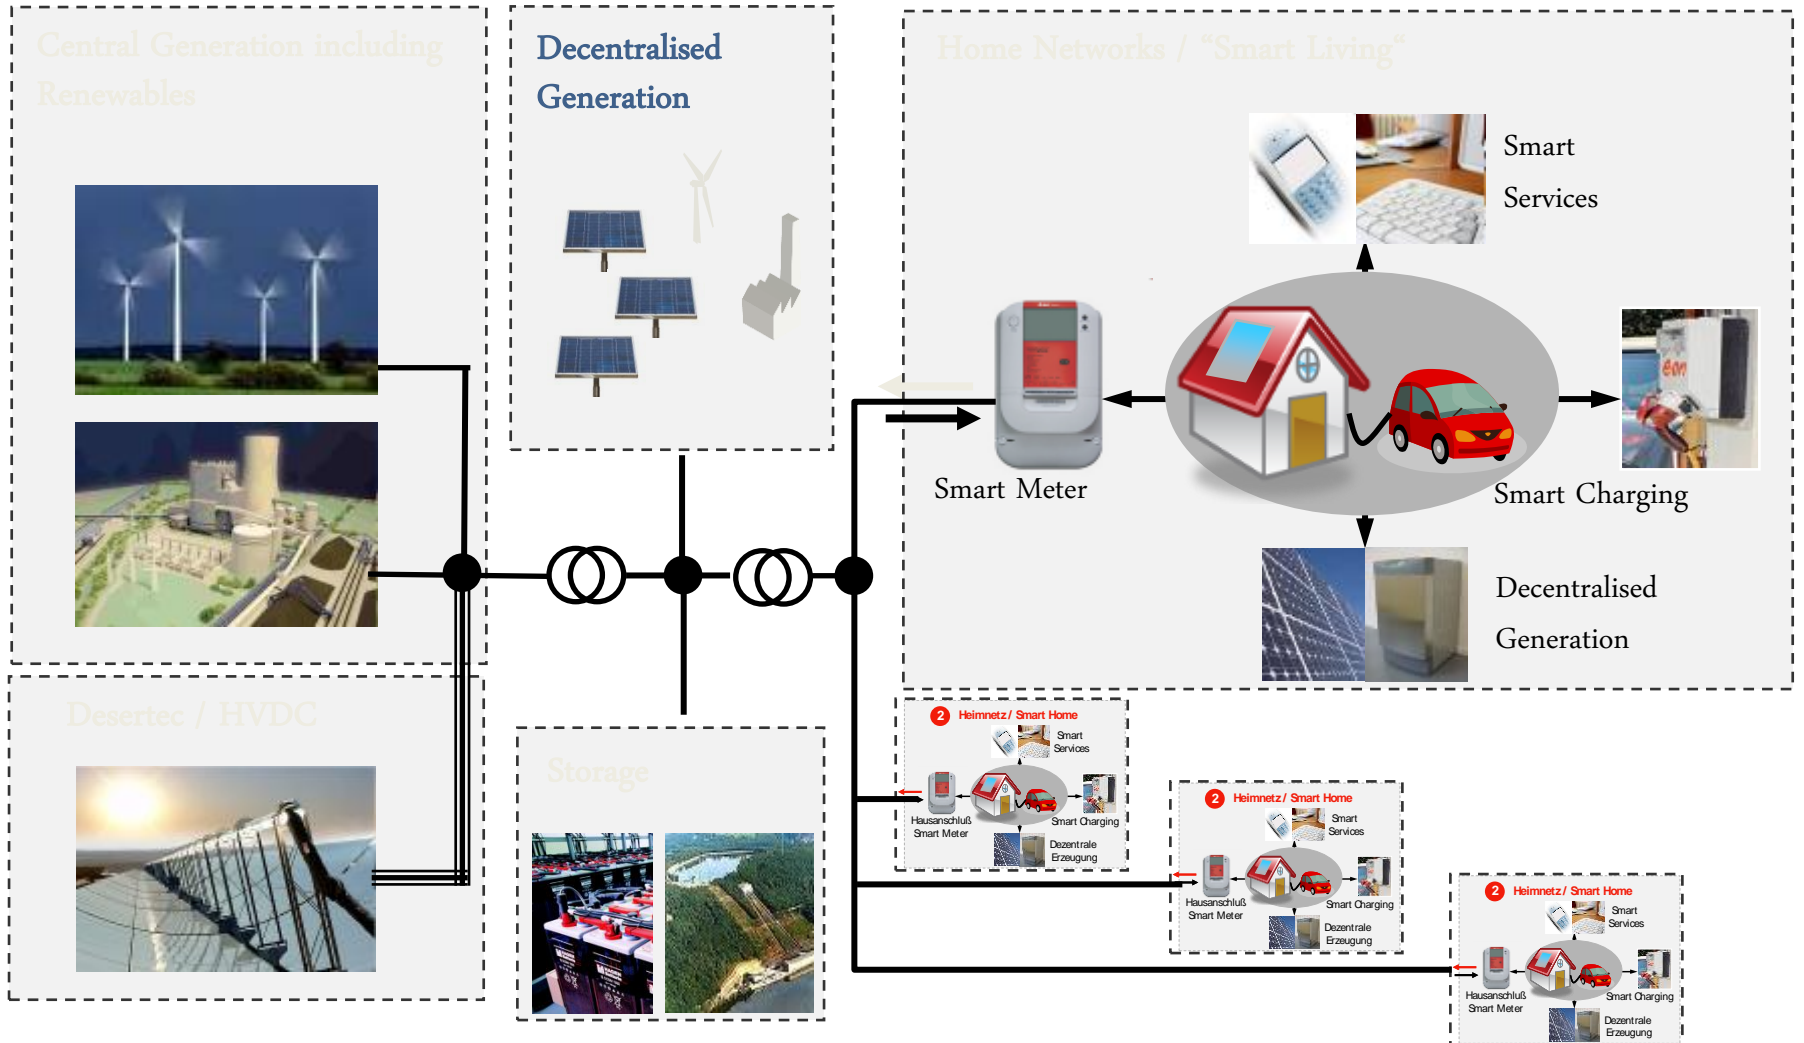 Central Generation including
Renewables
Decentralised
Generation
Home Networks / “Smart Living“
Smart
Services
e·on
Smart Meter
Smart Charging
Decentralised
Generation
Desertec / HVDC
Storage
2 Heimnetz / Smart Home
Smart
Services
Hausanschluß
Smart Meter
Smart Charging
Dezentrale
Erzeugung
2 Heimnetz / Smart Home
Smart
Services
Hausanschluß
Smart Meter
Smart Charging
Dezentrale
Erzeugung
2 Heimnetz / Smart Home
Smart
Services
Hausanschluß
Smart Meter
Smart Charging
Dezentrale
Erzeugung